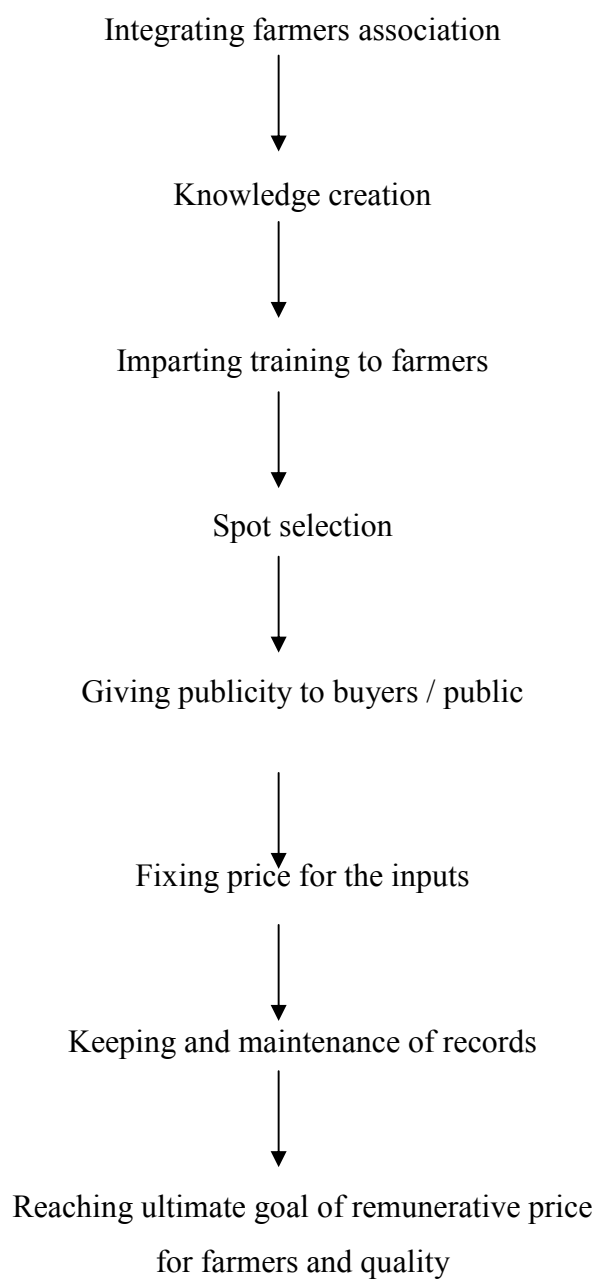 Integrating farmers association
Knowledge creation
Imparting training to farmers
Spot selection
Giving publicity to buyers / public
Fixing price for the inputs
Keeping and maintenance of records
Reaching ultimate goal of remunerative price
for farmers and quality